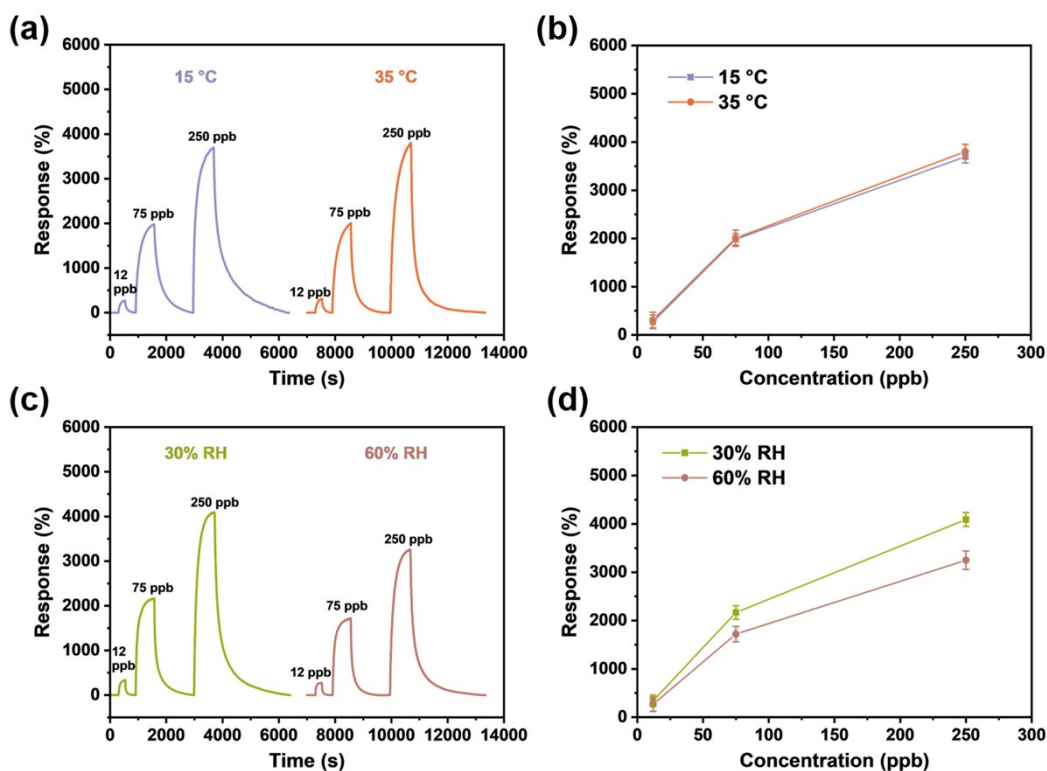 (a)
6000
5000
4000
3000
2000
1000
0
Response (%)
15 °C
35 °C
12
ppb
75 ppb
250 ppb
12 ppb
75 ppb
250 ppb
0 2000 4000 6000 8000 10000 12000 14000
Time (s)
(b)
6000
5000
4000
3000
2000
1000
0
Response (%)
15 °C
35 °C
0 50 100 150 200 250 300
Concentration (ppb)
(c)
6000
5000
4000
3000
2000
1000
0
Response (%)
30% RH
60% RH
12
ppb
75 ppb
250 ppb
12 ppb
75 ppb
250 ppb
0 2000 4000 6000 8000 10000 12000 14000
Time (s)
(d)
6000
5000
4000
3000
2000
1000
0
Response (%)
30% RH
60% RH
0 50 100 150 200 250 300
Concentration (ppb)